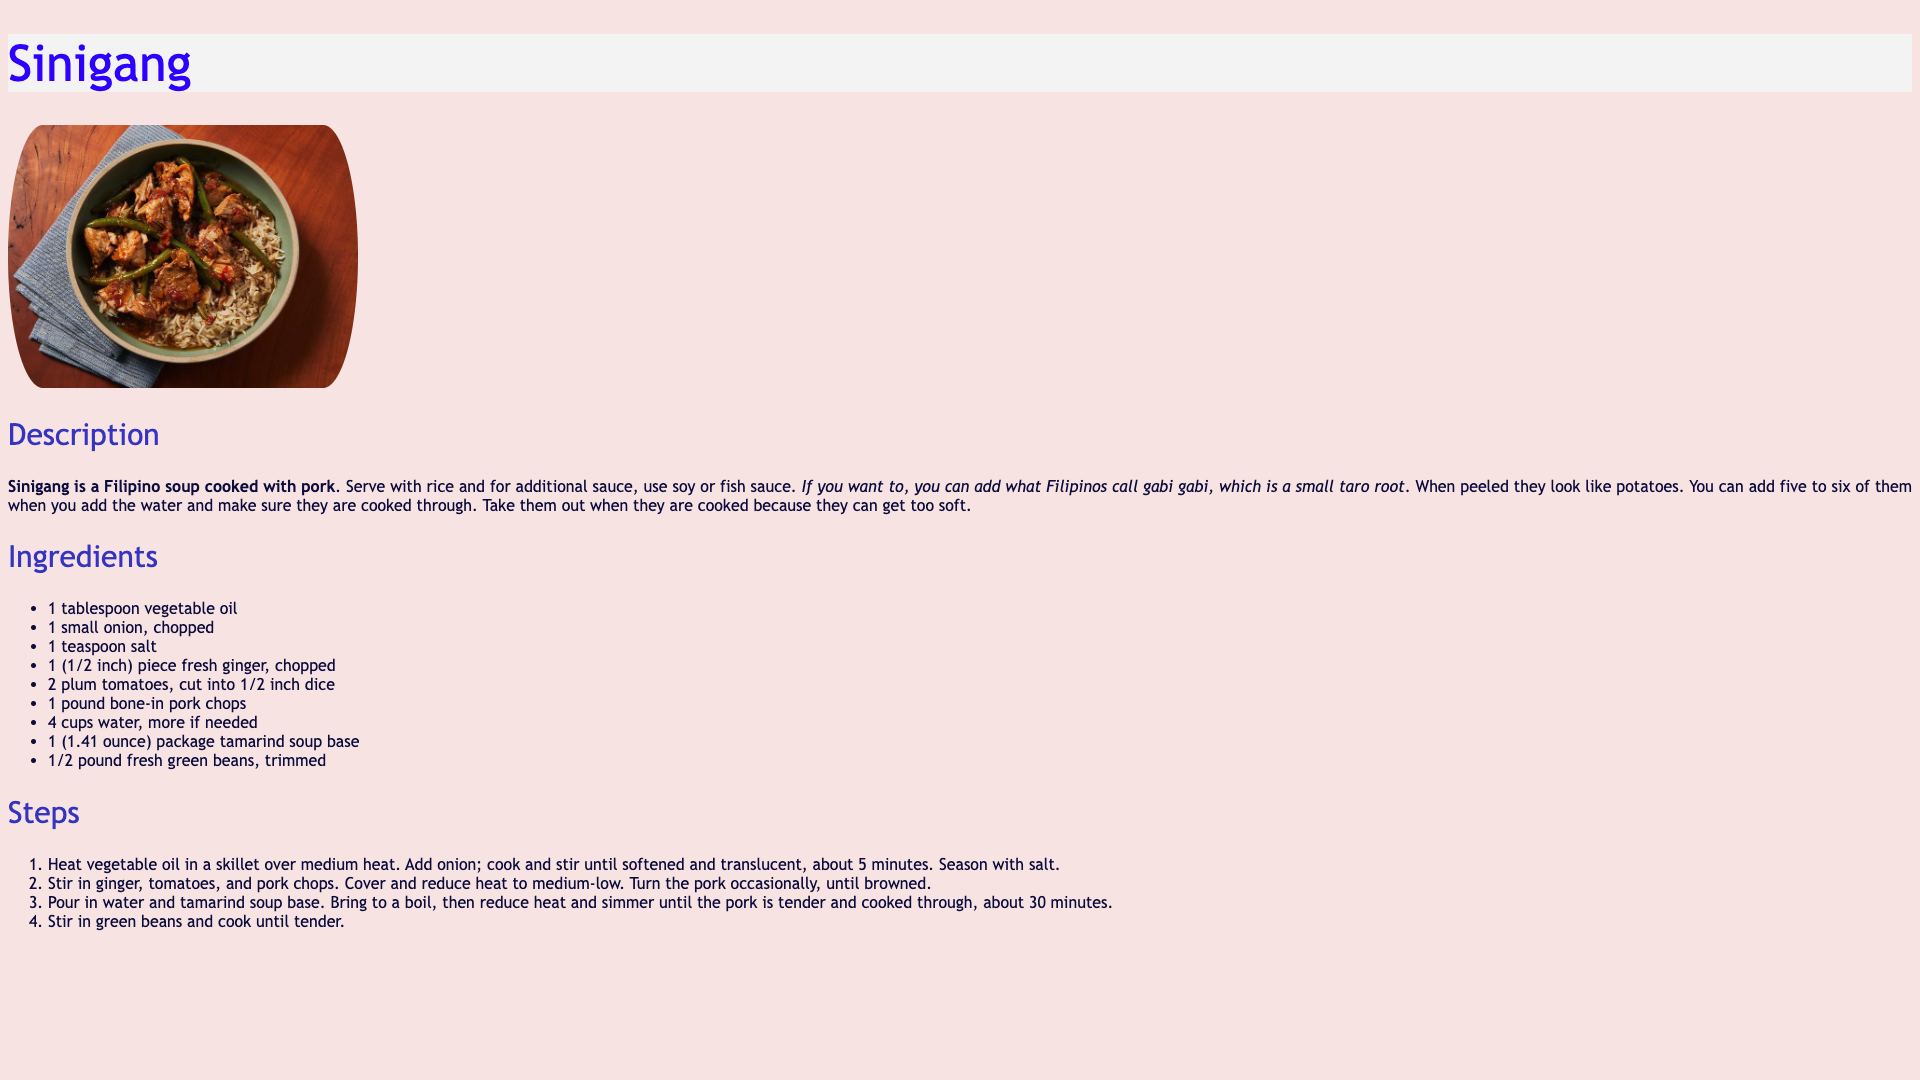 Sinigang
Description
Sinigang is a Filipino soup cooked with pork. Serve with rice and for additional sauce, use soy or fish sauce. If you want to, you can add what Filipinos call gabi gabi, which is a small taro root. When peeled they look like potatoes. You can add five to six of them
when you add the water and make sure they are cooked through. Take them out when they are cooked because they can get too soft.
Ingredients
• 1 tablespoon vegetable oil
• 1 small onion, chopped
• 1 teaspoon salt
• 1 (1/2 inch) piece fresh ginger, chopped
• 2 plum tomatoes, cut into 1/2 inch dice
• 1 pound bone-in pork chops
• 4 cups water, more if needed
• 1 (1.41 ounce) package tamarind soup base
• 1/2 pound fresh green beans, trimmed
Steps
1. Heat vegetable oil in a skillet over medium heat. Add onion; cook and stir until softened and translucent, about 5 minutes. Season with salt.
2. Stir in ginger, tomatoes, and pork chops. Cover and reduce heat to medium-low. Turn the pork occasionally, until browned.
3. Pour in water and tamarind soup base. Bring to a boil, then reduce heat and simmer until the pork is tender and cooked through, about 30 minutes.
4. Stir in green beans and cook until tender.